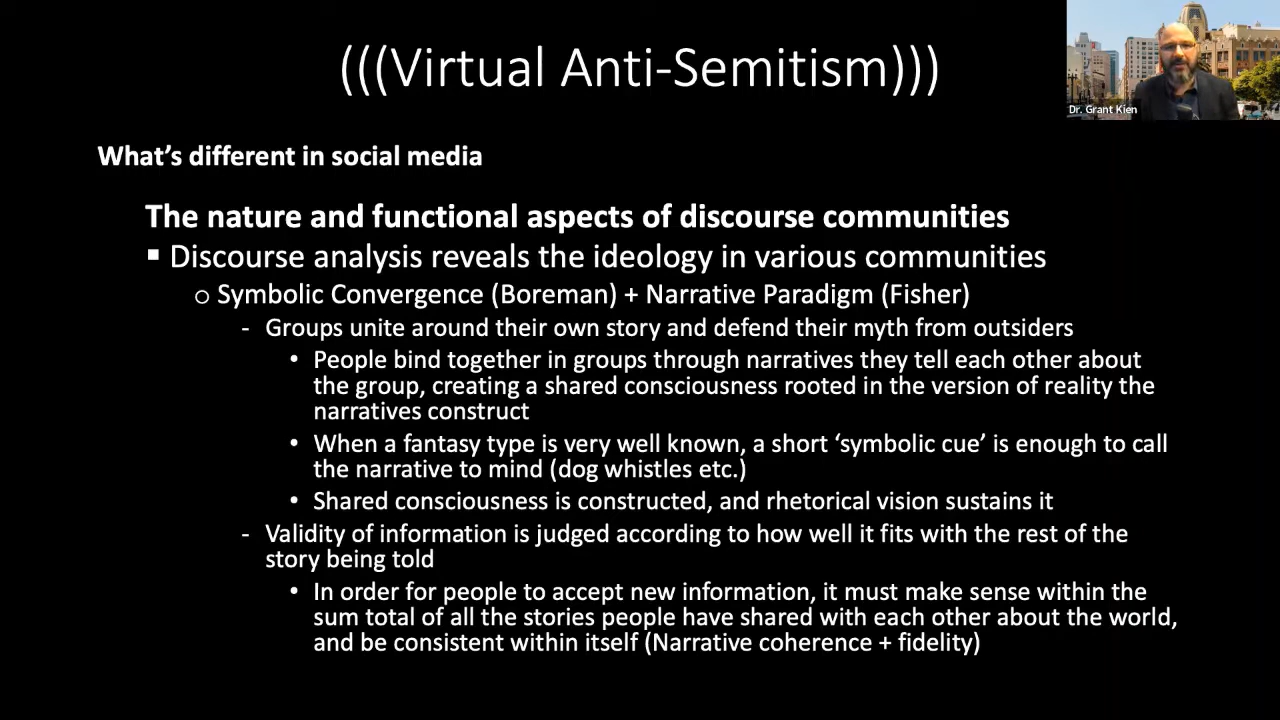 (((Virtual Anti-Semitism)))
Dr. Grant Kien
What's different in social media
The nature and functional aspects of discourse communities
▪ Discourse analysis reveals the ideology in various communities
o Symbolic Convergence (Boreman) + Narrative Paradigm (Fisher)
- Groups unite around their own story and defend their myth from outsiders
• People bind together in groups through narratives they tell each other about
the group, creating a shared consciousness rooted in the version of reality the
narratives construct
• When a fantasy type is very well known, a short ‘symbolic cue’ is enough to call
the narrative to mind (dog whistles etc.)
• Shared consciousness is constructed, and rhetorical vision sustains it
- Validity of information is judged according to how well it fits with the rest of the
story being told
• In order for people to accept new information, it must make sense within the
sum total of all the stories people have shared with each other about the world,
and be consistent within itself (Narrative coherence + fidelity)